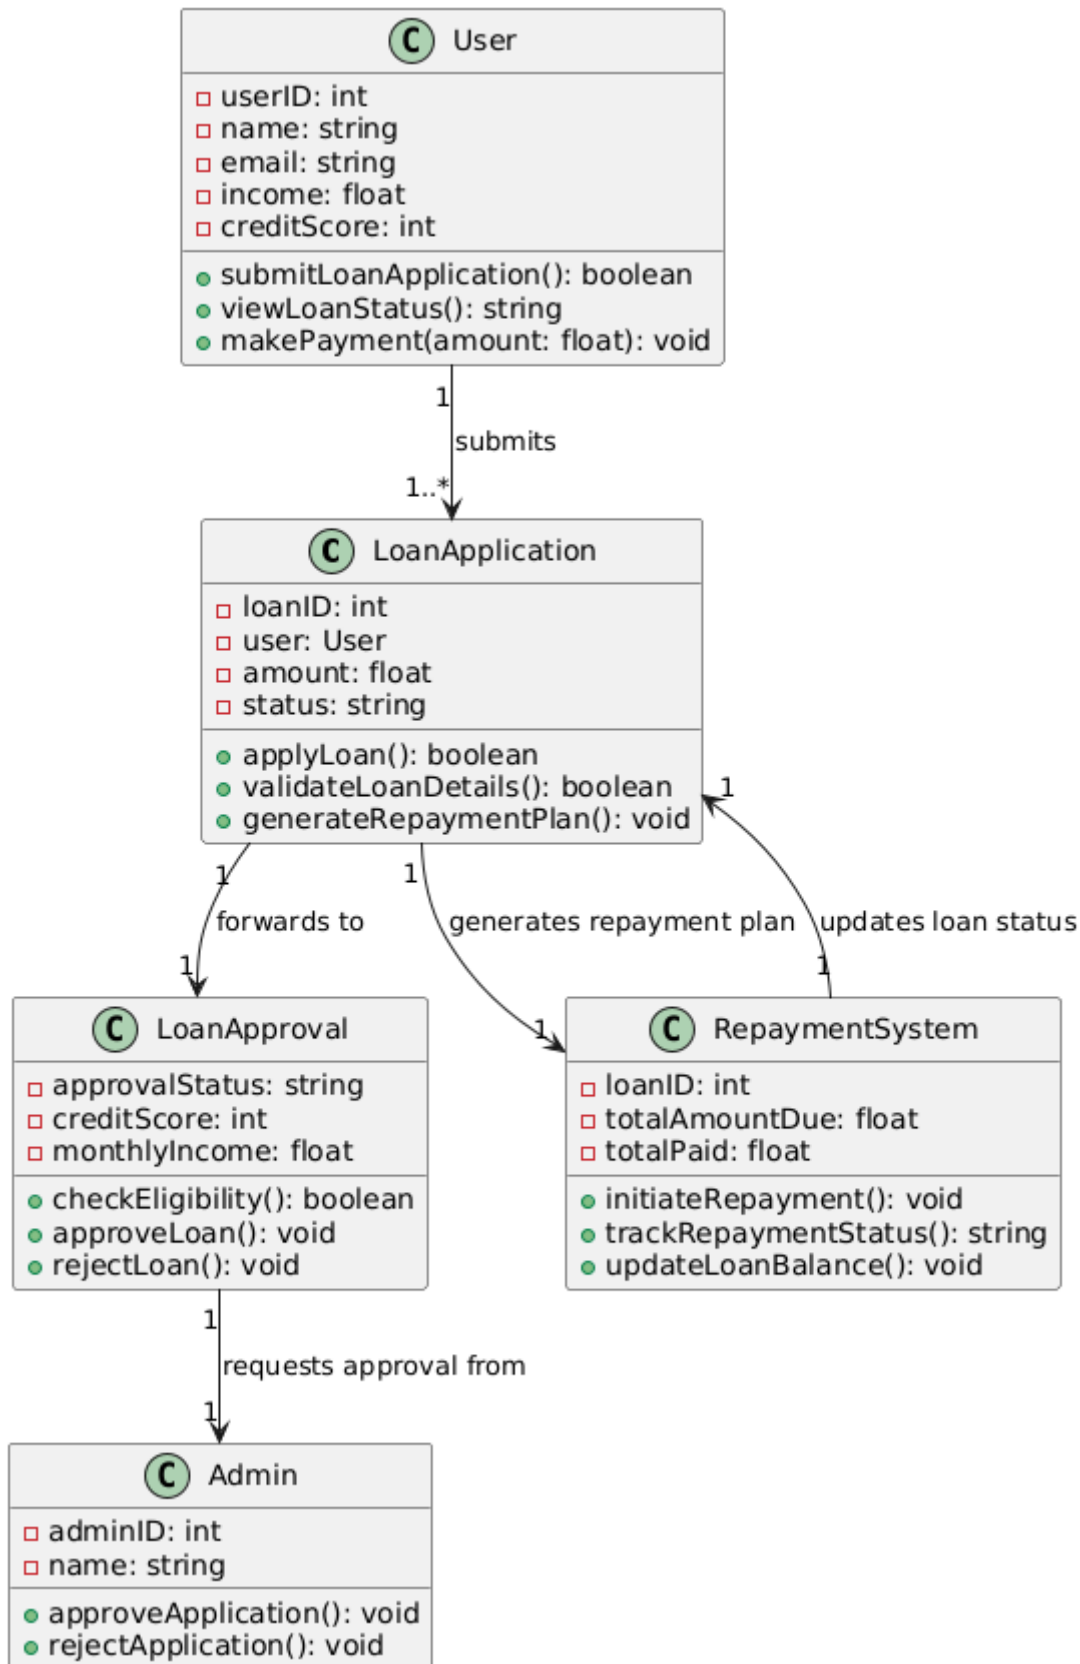 C User
userID: int
name: string
email: string
income: float
creditScore: int
submitLoanApplication(): boolean
viewLoanStatus(): string
makePayment(amount: float): void
1
submits
1..*
C LoanApplication
loanID: int
user: User
amount: float
status: string
applyLoan(): boolean
validateLoanDetails(): boolean
generateRepaymentPlan(): void
1
1
1
forwards to
generates repayment plan
updates loan status
1
1
1
C LoanApproval
approvalStatus: string
creditScore: int
monthlyIncome: float
checkEligibility(): boolean
approveLoan(): void
rejectLoan(): void
C RepaymentSystem
loanID: int
totalAmountDue: float
totalPaid: float
initiateRepayment(): void
trackRepaymentStatus(): string
updateLoanBalance(): void
1
requests approval from
1
C Admin
adminID: int
name: string
approveApplication(): void
rejectApplication(): void